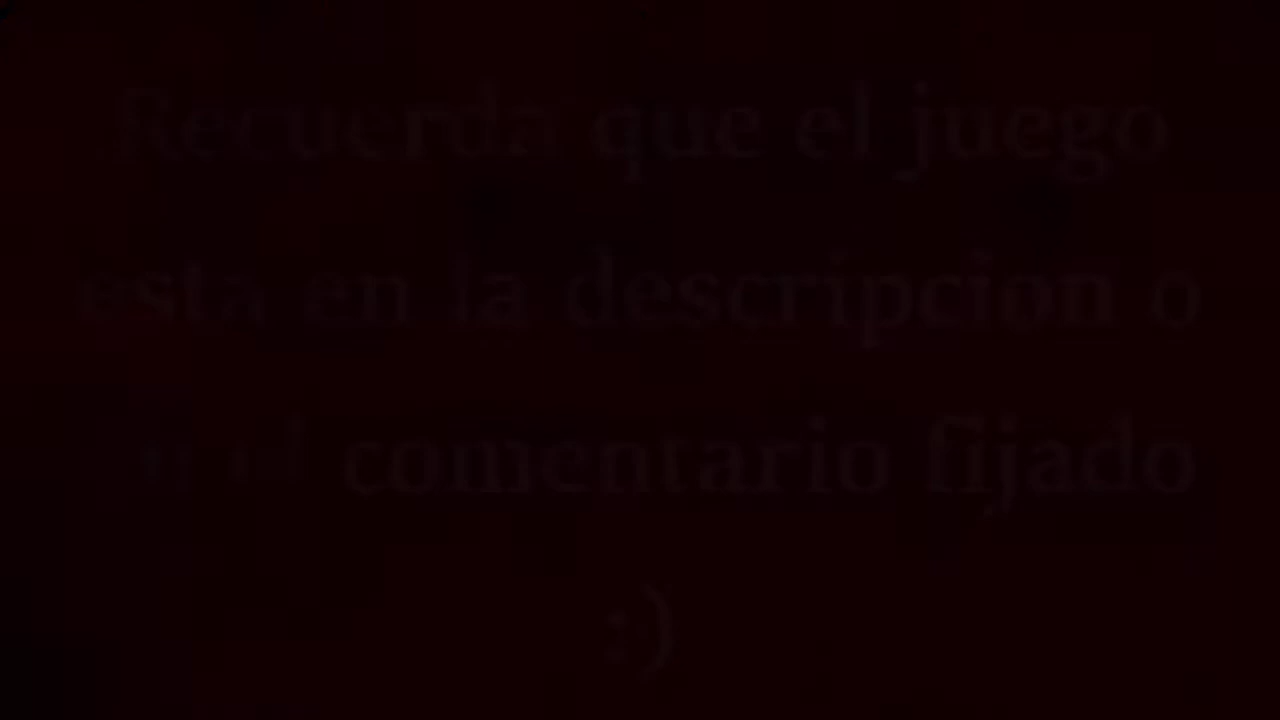 Recuerda que el juego
esta en la descripcion o
comentario fijado
:)